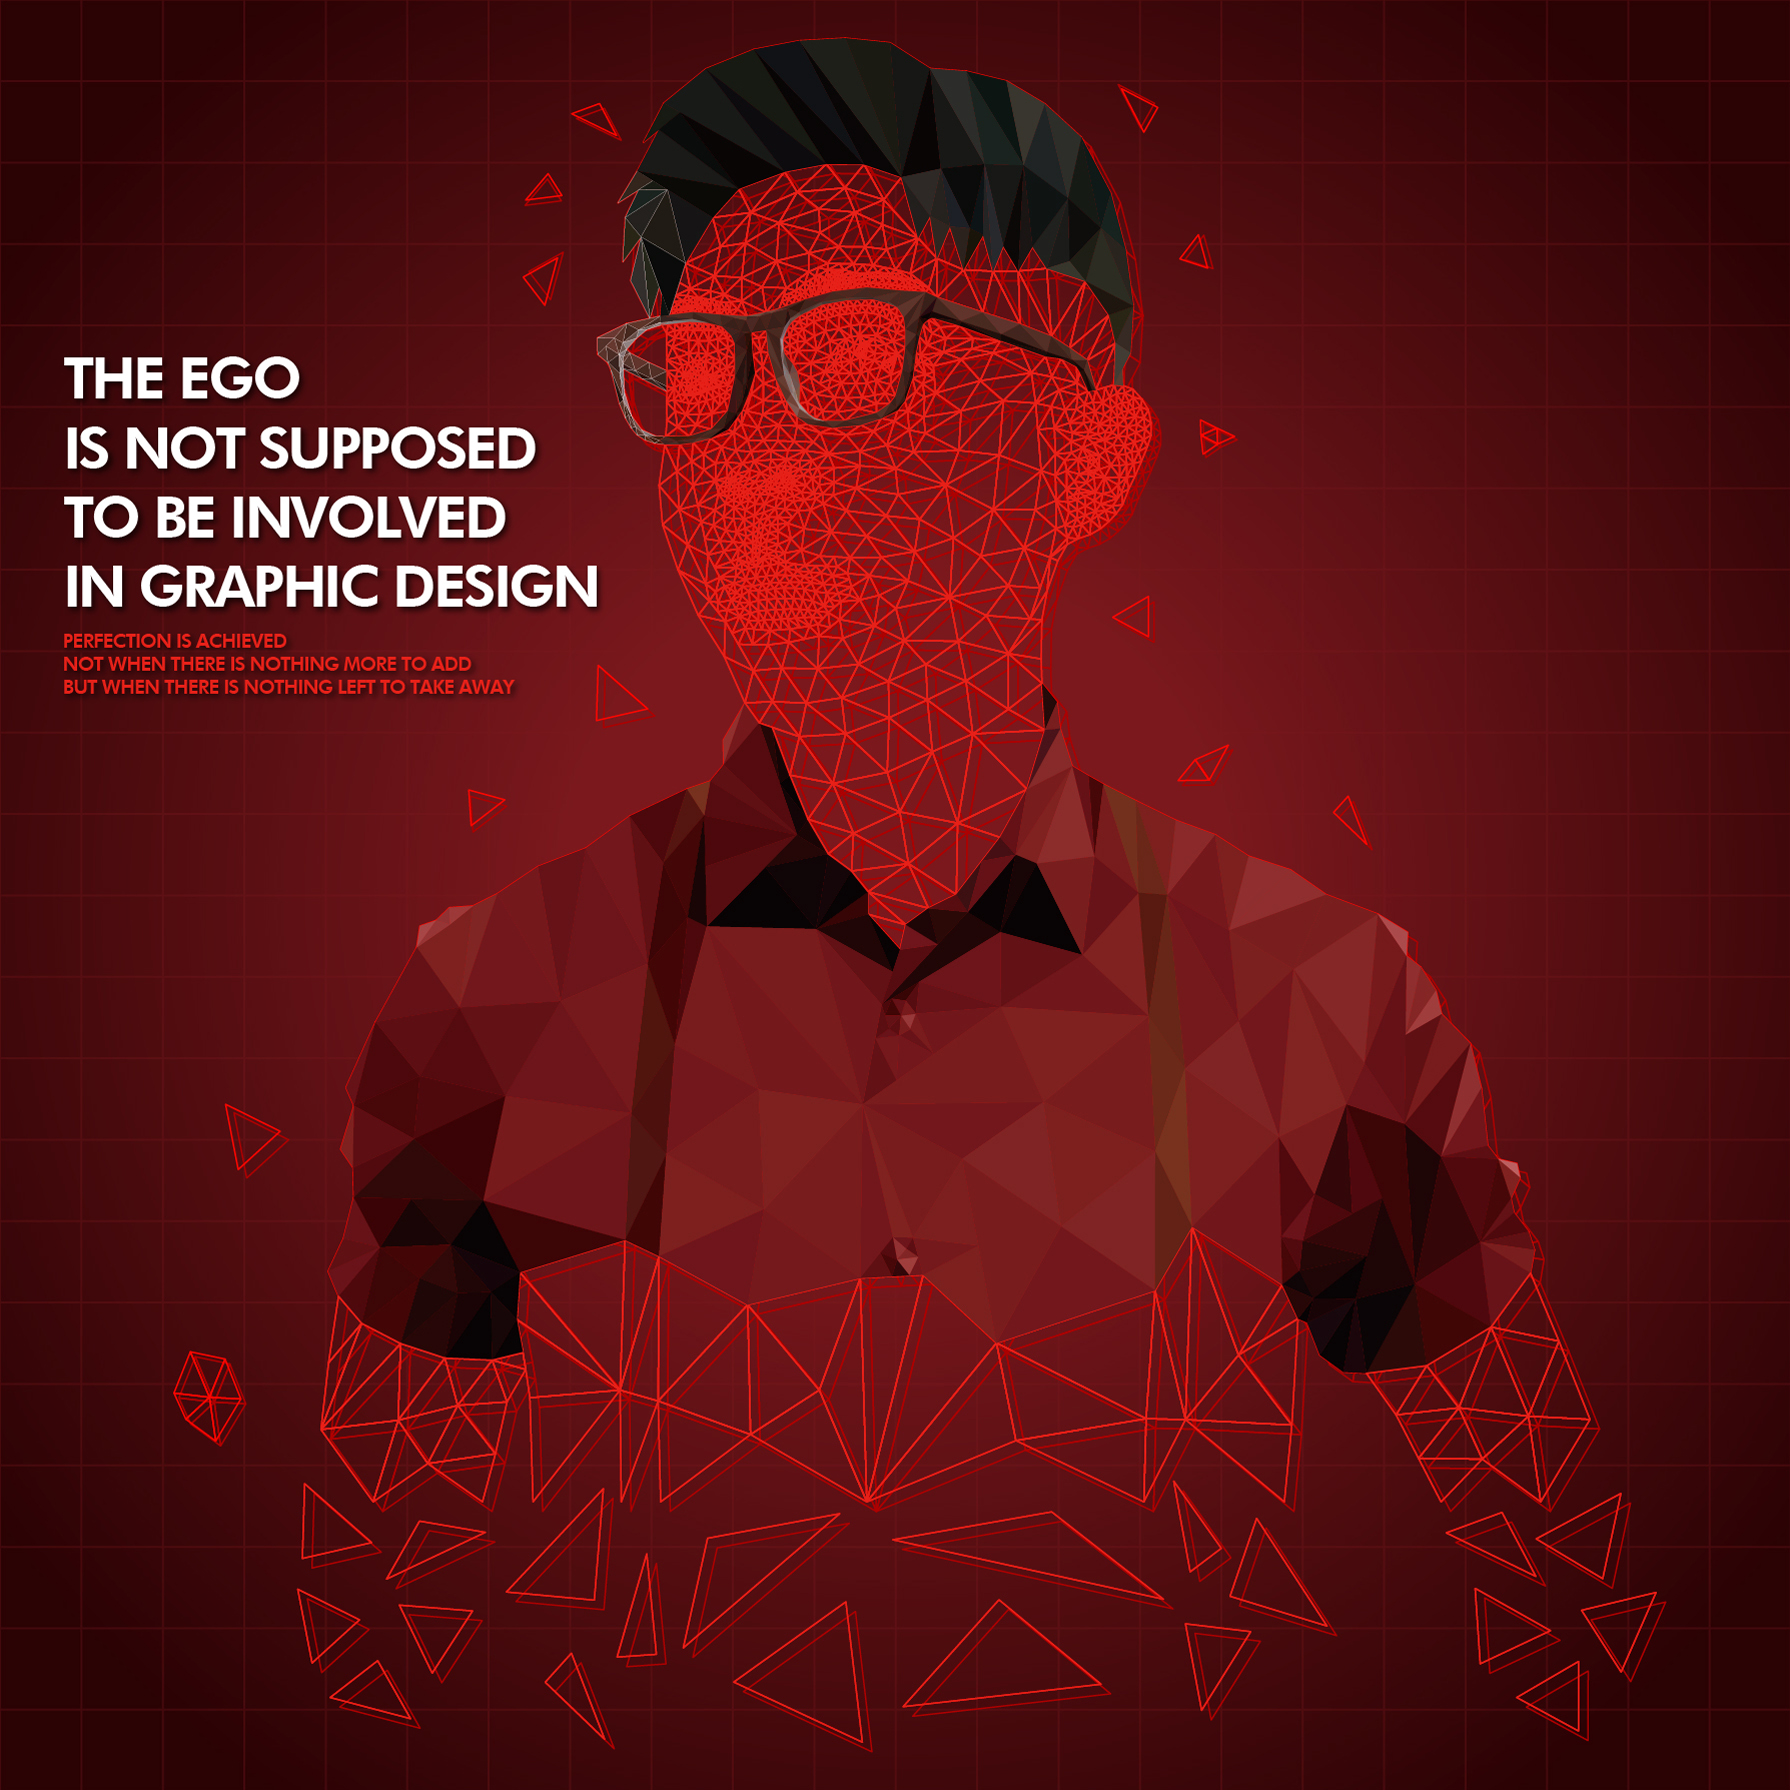 THE EGO
IS NOT SUPPOSED
TO BE INVOLVED
IN GRAPHIC DESIGN
PERFECTION IS ACHIEVED
NOT WHEN THERE IS NOTHING MORE TO ADD
BUT WHEN THERE IS NOTHING LEFT TO TAKE AWAY